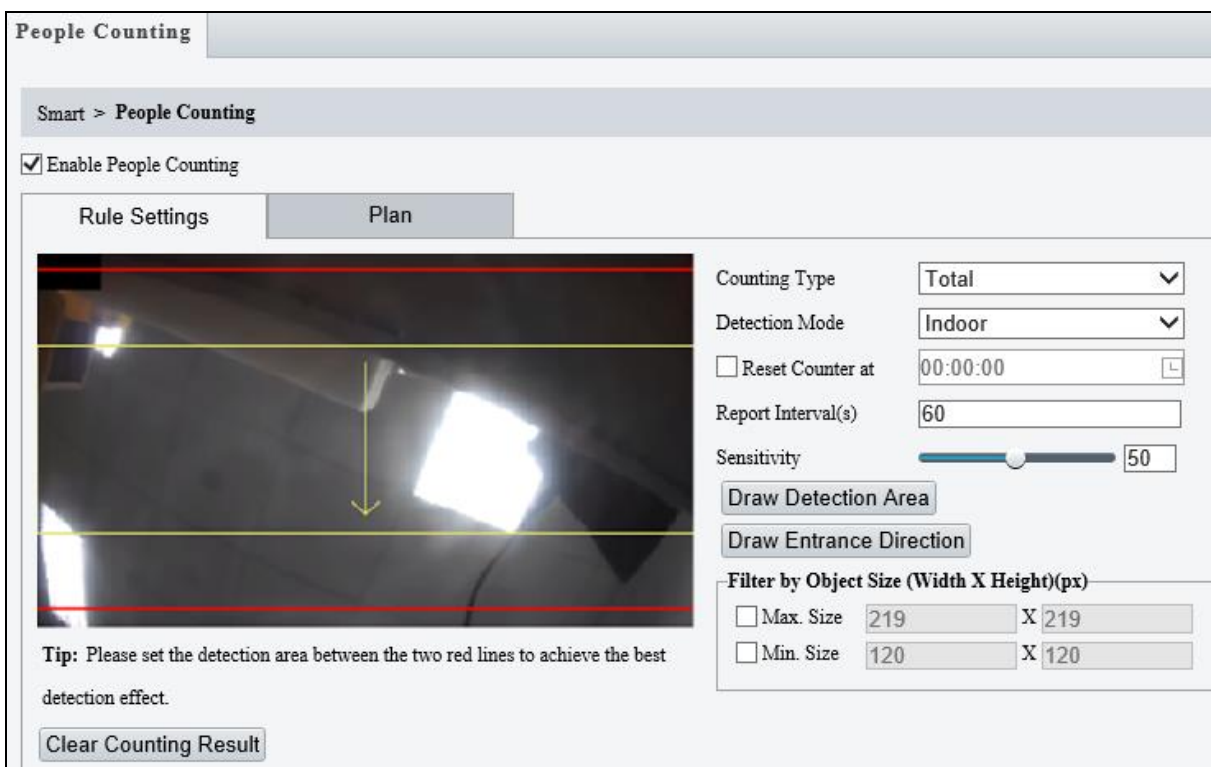 People Counting
Smart > People Counting
Enable People Counting
Rule Settings
Plan
Counting Type
Total
Detection Mode
Indoor
Reset Counter at
00:00:00
Report Interval(s)
60
Sensitivity
50
Draw Detection Area
Draw Entrance Direction
Filter by Object Size (Width X Height)(px)
Max. Size
219
X
219
Min. Size
120
X
120
Tip: Please set the detection area between the two red lines to achieve the best
detection effect.
Clear Counting Result